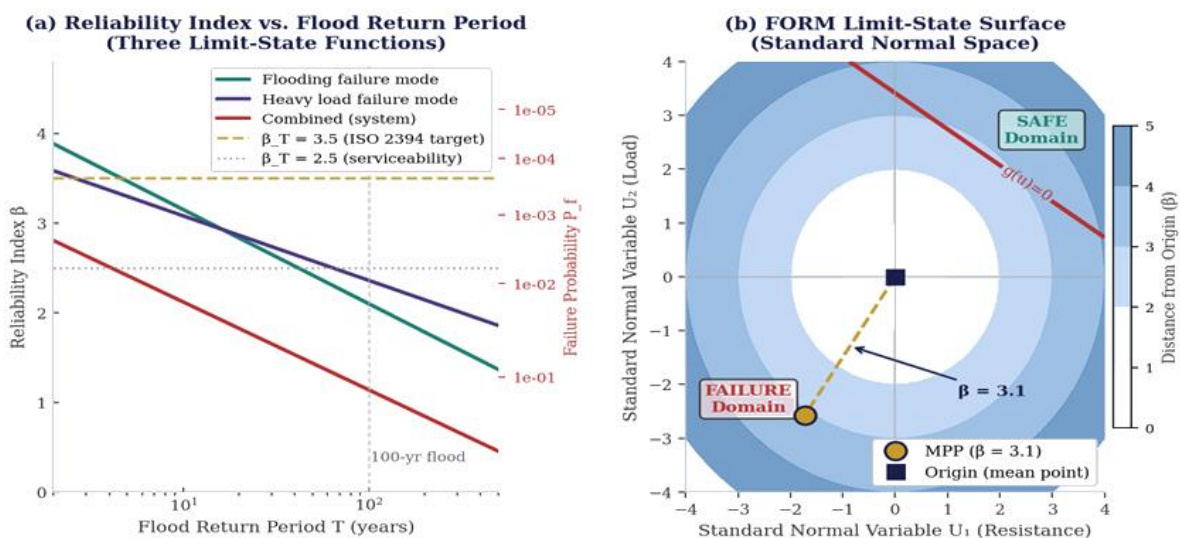 (a) Reliability Index vs. Flood Return Period
(Three Limit-State Functions)
Reliability Index β
4
3
2
1
0
Flooding failure mode
Heavy load failure mode
Combined (system)
β_T = 3.5 (ISO 2394 target)
β_T = 2.5 (serviceability)
1e-05
1e-04
1e-03
1e-02
1e-01
Failure Probability P_f
100-yr flood
10¹
10²
Flood Return Period T (years)
(b) FORM Limit-State Surface
(Standard Normal Space)
Standard Normal Variable U₂ (Load)
4
3
2
1
0
−1
−2
−3
−4
SAFE
Domain
g(u)=0
FAILURE
Domain
β = 3.1
MPP (β = 3.1)
Origin (mean point)
−4
−3
−2
−1
0
1
2
3
4
Standard Normal Variable U₁ (Resistance)
5
4
3
2
1
0
Distance from Origin (β)